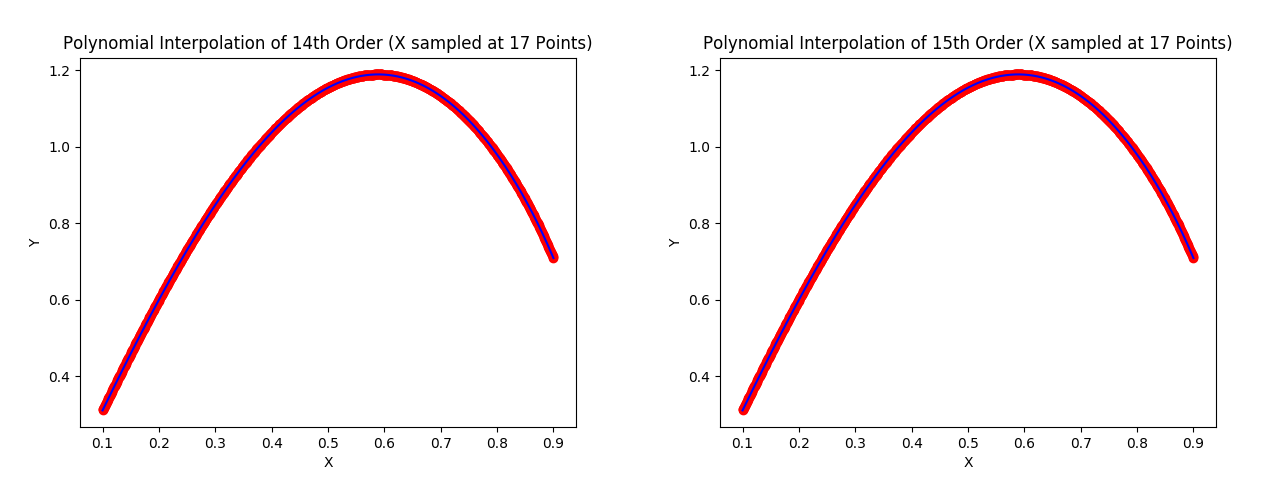 Polynomial Interpolation of 14th Order (X sampled at 17 Points)
1.2
1.0
0.8
0.6
0.4
Y
0.1 0.2 0.3 0.4 0.5 0.6 0.7 0.8 0.9
X
Polynomial Interpolation of 15th Order (X sampled at 17 Points)
1.2
1.0
0.8
0.6
0.4
Y
0.1 0.2 0.3 0.4 0.5 0.6 0.7 0.8 0.9
X